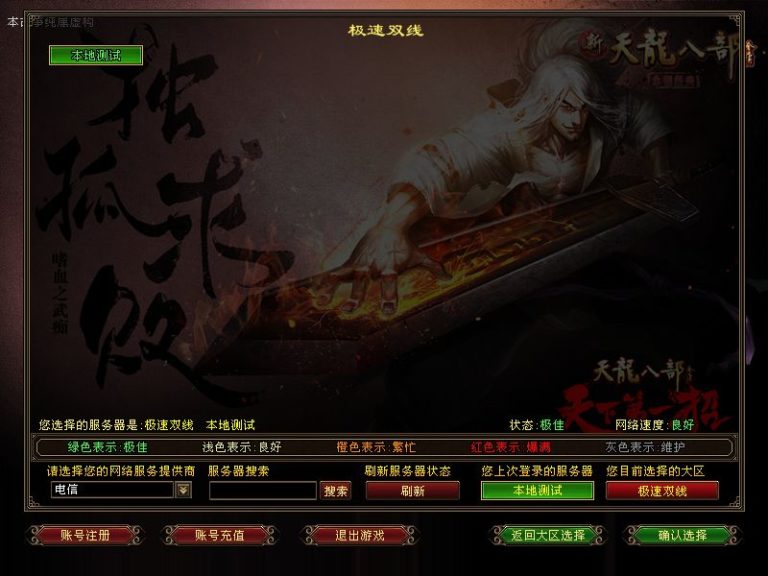 极速双线
本地测试
新天龍八部
独孤求败
嗜血之武痴
天龍八部
天下第一招
您选择的服务器是:极速双线 本地测试 状态:极佳 网络速度:良好
绿色表示:极佳 浅色表示:良好 橙色表示:繁忙 红色表示:爆满 灰色表示:维护
请选择您的网络服务提供商 服务器搜索 刷新服务器状态 您上次登录的服务器 您目前选择的大区
电信 搜索 刷新 本地测试 极速双线
账号注册 账号充值 退出游戏 返回大区选择 确认选择